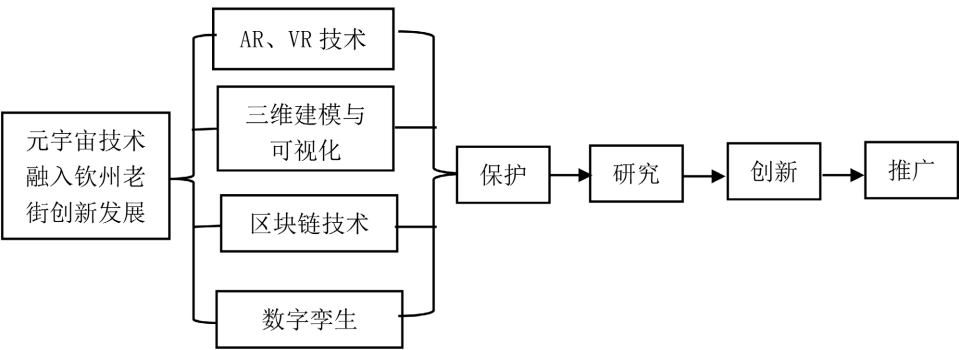 元宇宙技术
融入钦州老
街创新发展
AR、VR 技术
三维建模与
可视化
区块链技术
数字孪生
保护
研究
创新
推广